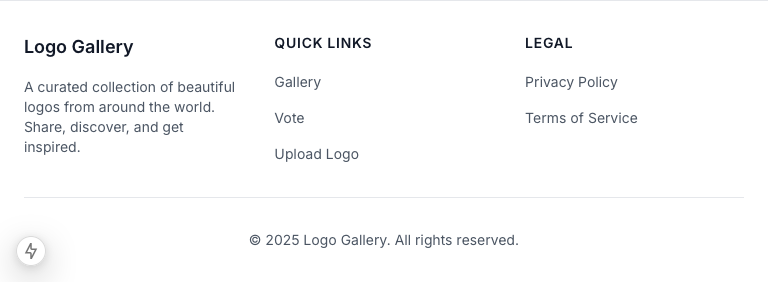 Logo Gallery
A curated collection of beautiful
logos from around the world.
Share, discover, and get
inspired.
QUICK LINKS
Gallery
Vote
Upload Logo
LEGAL
Privacy Policy
Terms of Service
© 2025 Logo Gallery. All rights reserved.